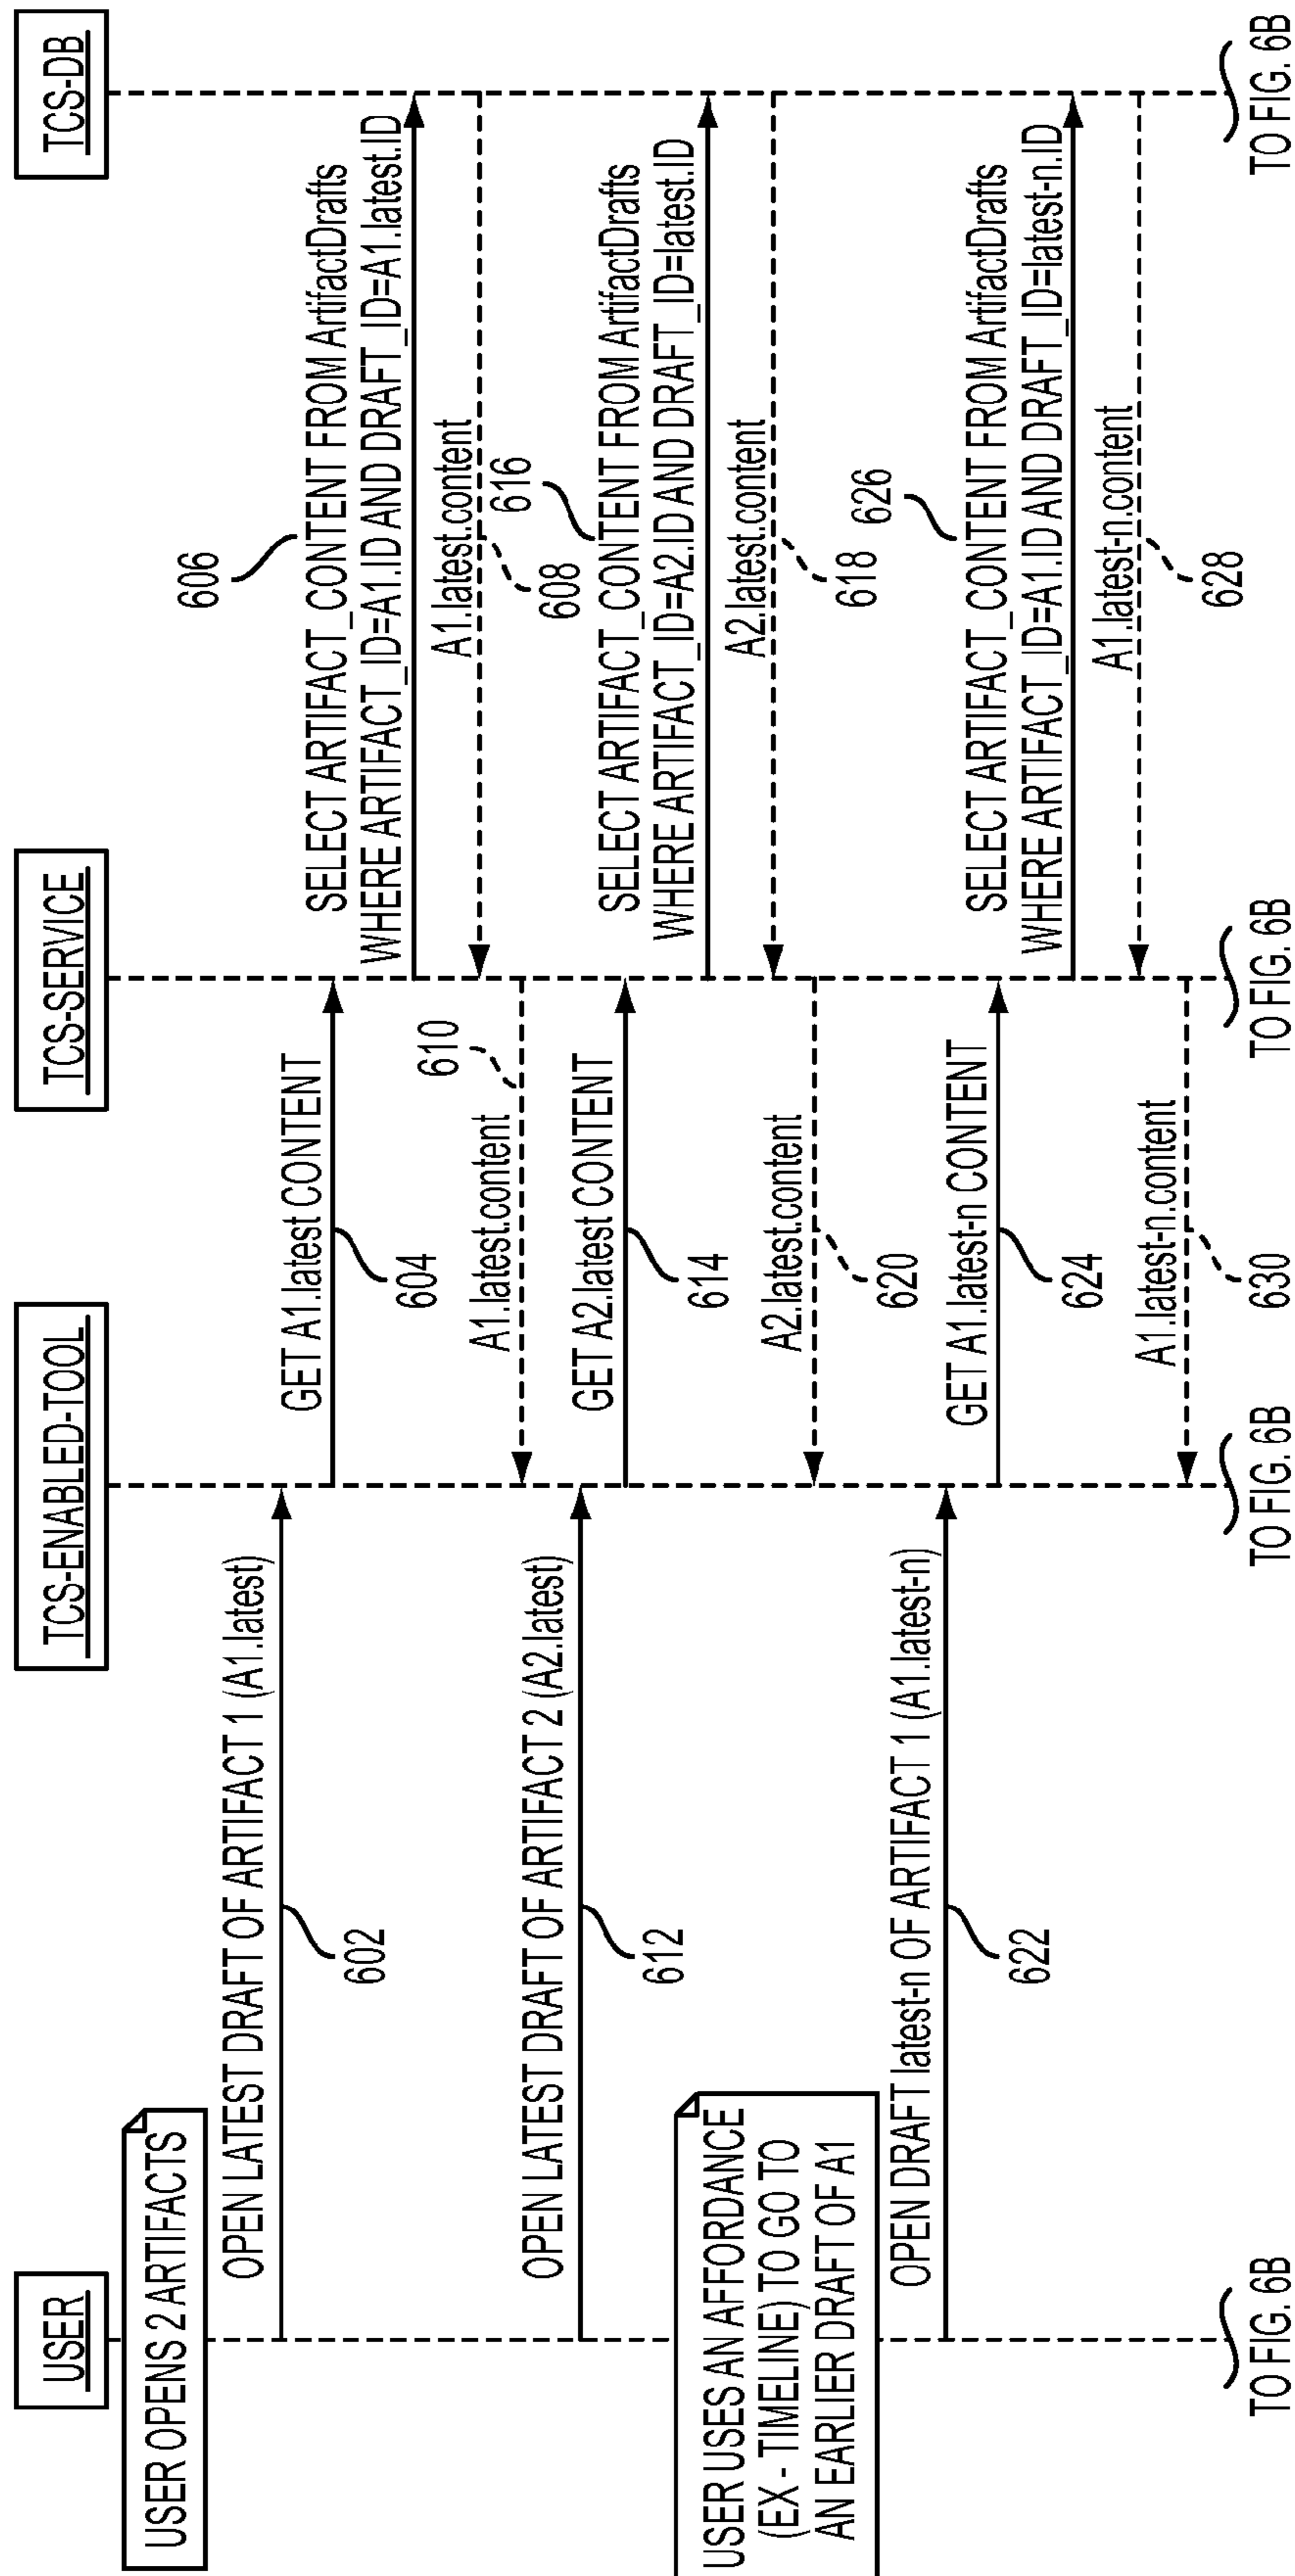 USER
TCS-ENABLED-TOOL
TCS-SERVICE
TCS-DB
USER OPENS 2 ARTIFACTS
OPEN LATEST DRAFT OF ARTIFACT 1 (A1.latest)
602
GET A1.latest CONTENT
604
606
SELECT ARTIFACT_CONTENT FROM ArtifactDrafts
WHERE ARTIFACT_ID=A1.ID AND DRAFT_ID=A1.latest.ID
A1.latest.content
608
610
A1.latest.content
OPEN LATEST DRAFT OF ARTIFACT 2 (A2.latest)
612
GET A2.latest CONTENT
614
616
SELECT ARTIFACT_CONTENT FROM ArtifactDrafts
WHERE ARTIFACT_ID=A2.ID AND DRAFT_ID=latest.ID
A2.latest.content
618
A2.latest.content
620
USER USES AN AFFORDANCE
(EX - TIMELINE) TO GO TO
AN EARLIER DRAFT OF A1
OPEN DRAFT latest-n OF ARTIFACT 1 (A1.latest-n)
622
GET A1.latest-n CONTENT
624
626
SELECT ARTIFACT_CONTENT FROM ArtifactDrafts
WHERE ARTIFACT_ID=A1.ID AND DRAFT_ID=latest-n.ID
A1.latest-n.content
628
A1.latest-n.content
630
TO FIG. 6B
TO FIG. 6B
TO FIG. 6B
TO FIG. 6B